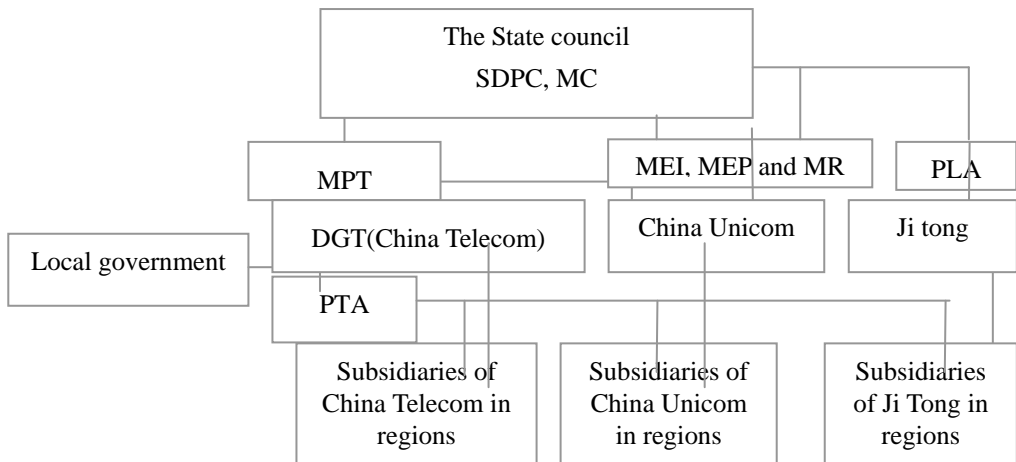 The State council
SDPC, MC
MPT
MEI, MEP and MR
PLA
DGT(China Telecom)
China Unicom
Ji tong
Local government
PTA
Subsidiaries of
China Telecom in
regions
Subsidiaries of
China Unicom
in regions
Subsidiaries
of Ji Tong in
regions